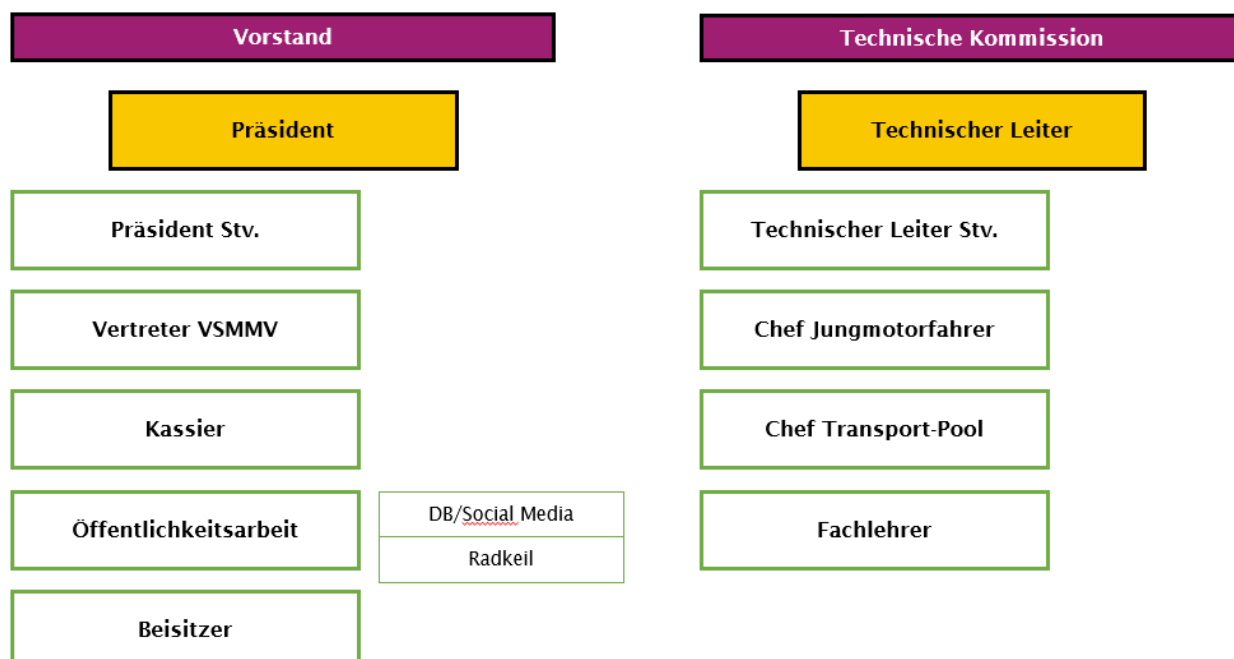 Vorstand
Präsident
Präsident Stv.
Vertreter VSMMV
Kassier
Öffentlichkeitsarbeit
DB/Social Media
Radkeil
Beisitzer
Technische Kommission
Technischer Leiter
Technischer Leiter Stv.
Chef Jungmotorfahrer
Chef Transport-Pool
Fachlehrer